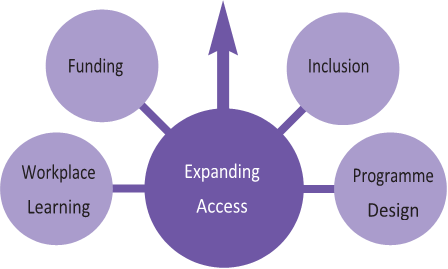 Funding
Inclusion
Workplace
Learning
Expanding
Access
Programme
Design